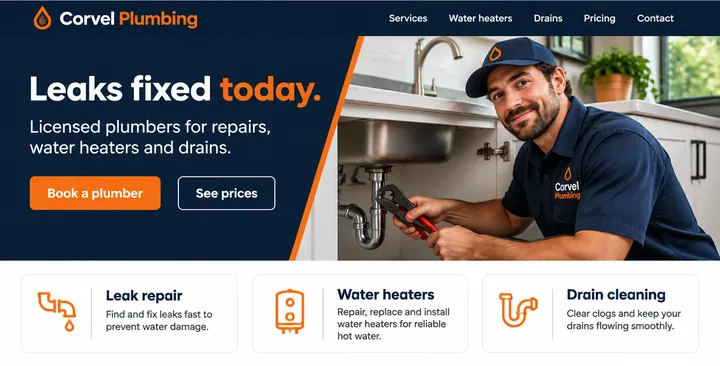 Corvel Plumbing
Services Water heaters Drains Pricing Contact
Leaks fixed today.
Licensed plumbers for repairs,
water heaters and drains.
Book a plumber
See prices
Corvel
Plumbing
Leak repair
Find and fix leaks fast to
prevent water damage.
Water heaters
Repair, replace and install
water heaters for reliable
hot water.
Drain cleaning
Clear clogs and keep your
drains flowing smoothly.